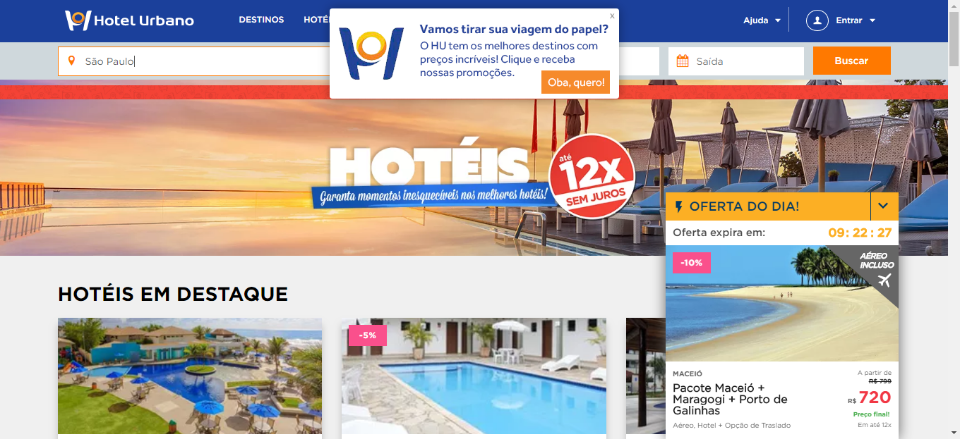 Hotel Urbano
DESTINOS
HOTÉ
Ajuda
Entrar
x
Vamos tirar sua viagem do papel?
O HU tem os melhores destinos com
preços incríveis! Clique e receba
nossas promoções.
Oba, quero!
São Paulo
Saída
Buscar
HOTÉIS
Garanta momentos inesquecíveis nos melhores hotéis!
até
12x
SEM JUROS
OFERTA DO DIA!
Oferta expira em:
09: 22 : 27
-10%
AÉREO
INCLUSO
HOTÉIS EM DESTAQUE
-5%
MACEIÓ
A partir de
R$ 799
Pacote Maceió +
Maragogi + Porto de
Galinhas
R$ 720
Preço final!
Aéreo, Hotel + Opção de Traslado
Em até 12x